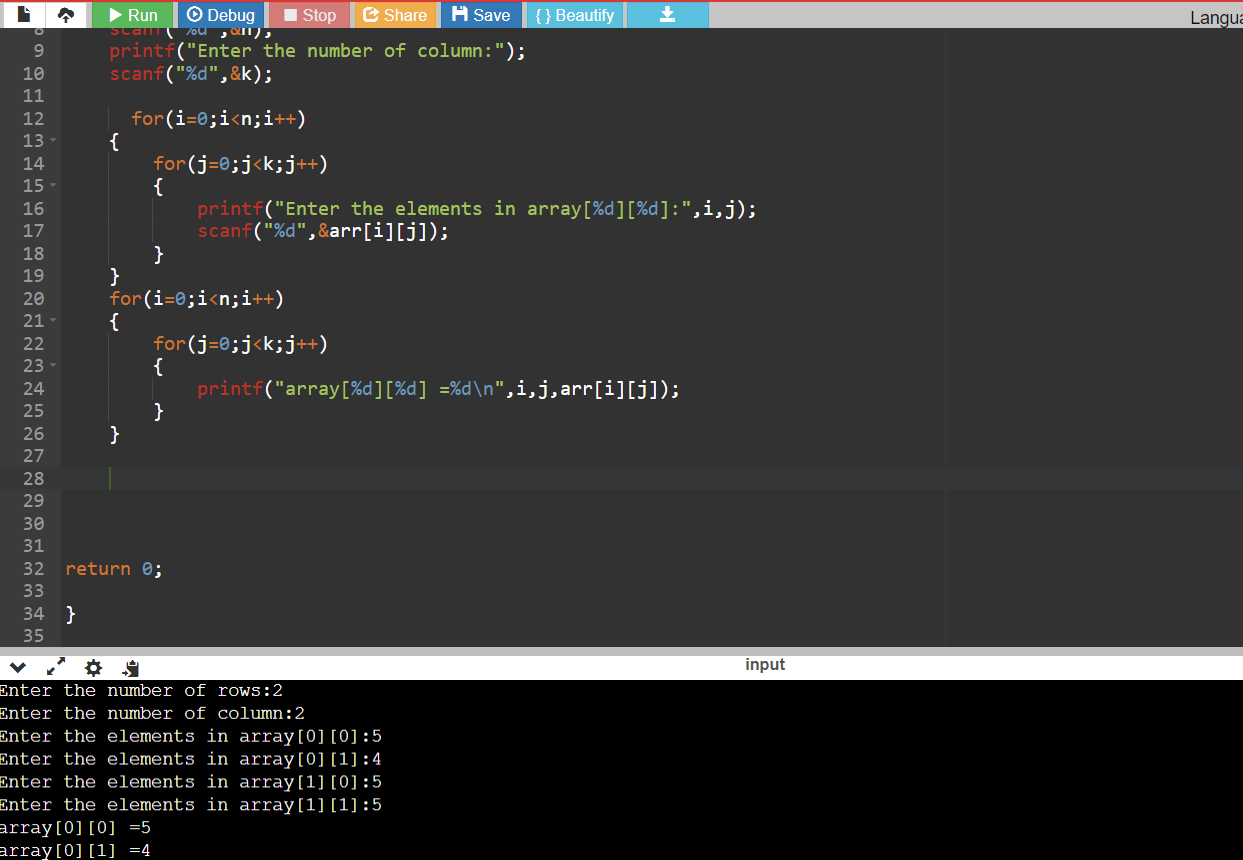 Run Debug Stop Share Save { } Beautify Langua
8 scanf("%d",&n);
9 printf("Enter the number of column:");
10 scanf("%d",&k);
11
12 for(i=0;i<n;i++)
13 {
14 for(j=0;j<k;j++)
15 {
16 printf("Enter the elements in array[%d][%d]:",i,j);
17 scanf("%d",&arr[i][j]);
18 }
19 }
20 for(i=0;i<n;i++)
21 {
22 for(j=0;j<k;j++)
23 {
24 printf("array[%d][%d] =%d\n",i,j,arr[i][j]);
25 }
26 }
27
28
29
30
31
32 return 0;
33
34 }
35
input
Enter the number of rows:2
Enter the number of column:2
Enter the elements in array[0][0]:5
Enter the elements in array[0][1]:4
Enter the elements in array[1][0]:5
Enter the elements in array[1][1]:5
array[0][0] =5
array[0][1] =4